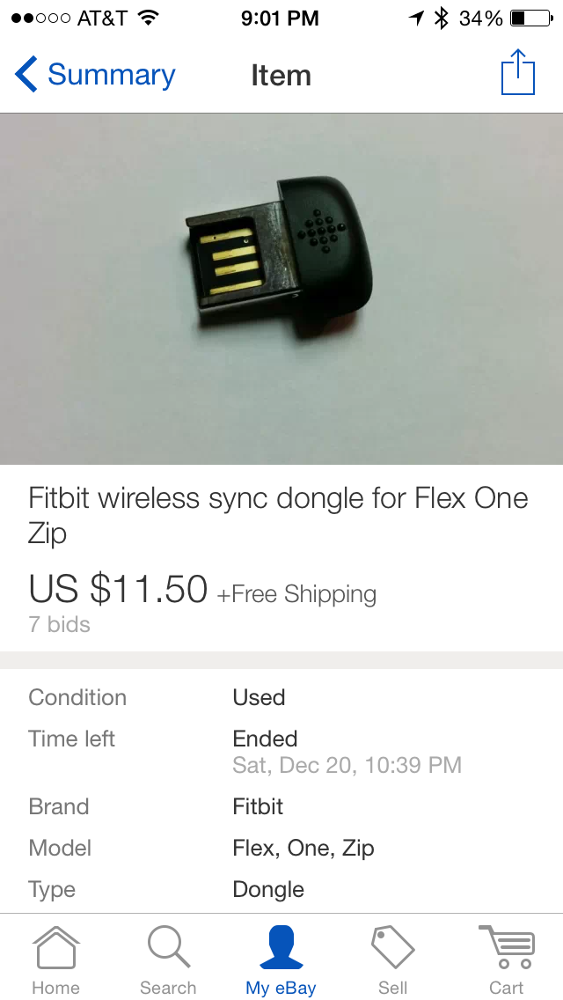 AT&T 9:01 PM 34%
Summary Item
Fitbit wireless sync dongle for Flex One
Zip
US $11.50 +Free Shipping
7 bids
Condition Used
Time left Ended
Sat, Dec 20, 10:39 PM
Brand Fitbit
Model Flex, One, Zip
Type Dongle
Home Search My eBay Sell Cart